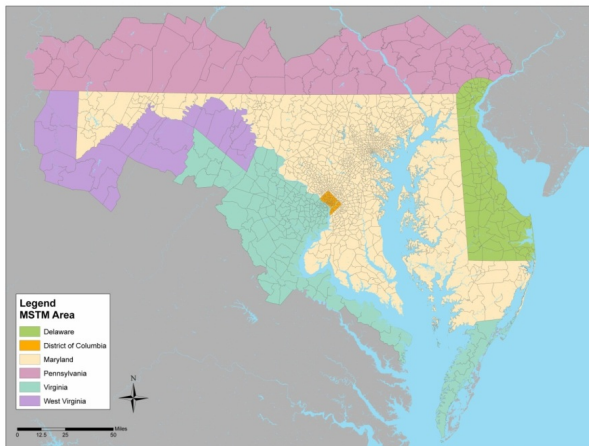 Legend
MSTM Area
Delaware
District of Columbia
Maryland
Pennsylvania
Virginia
West Virginia
N
Miles
0 12.5 25 50